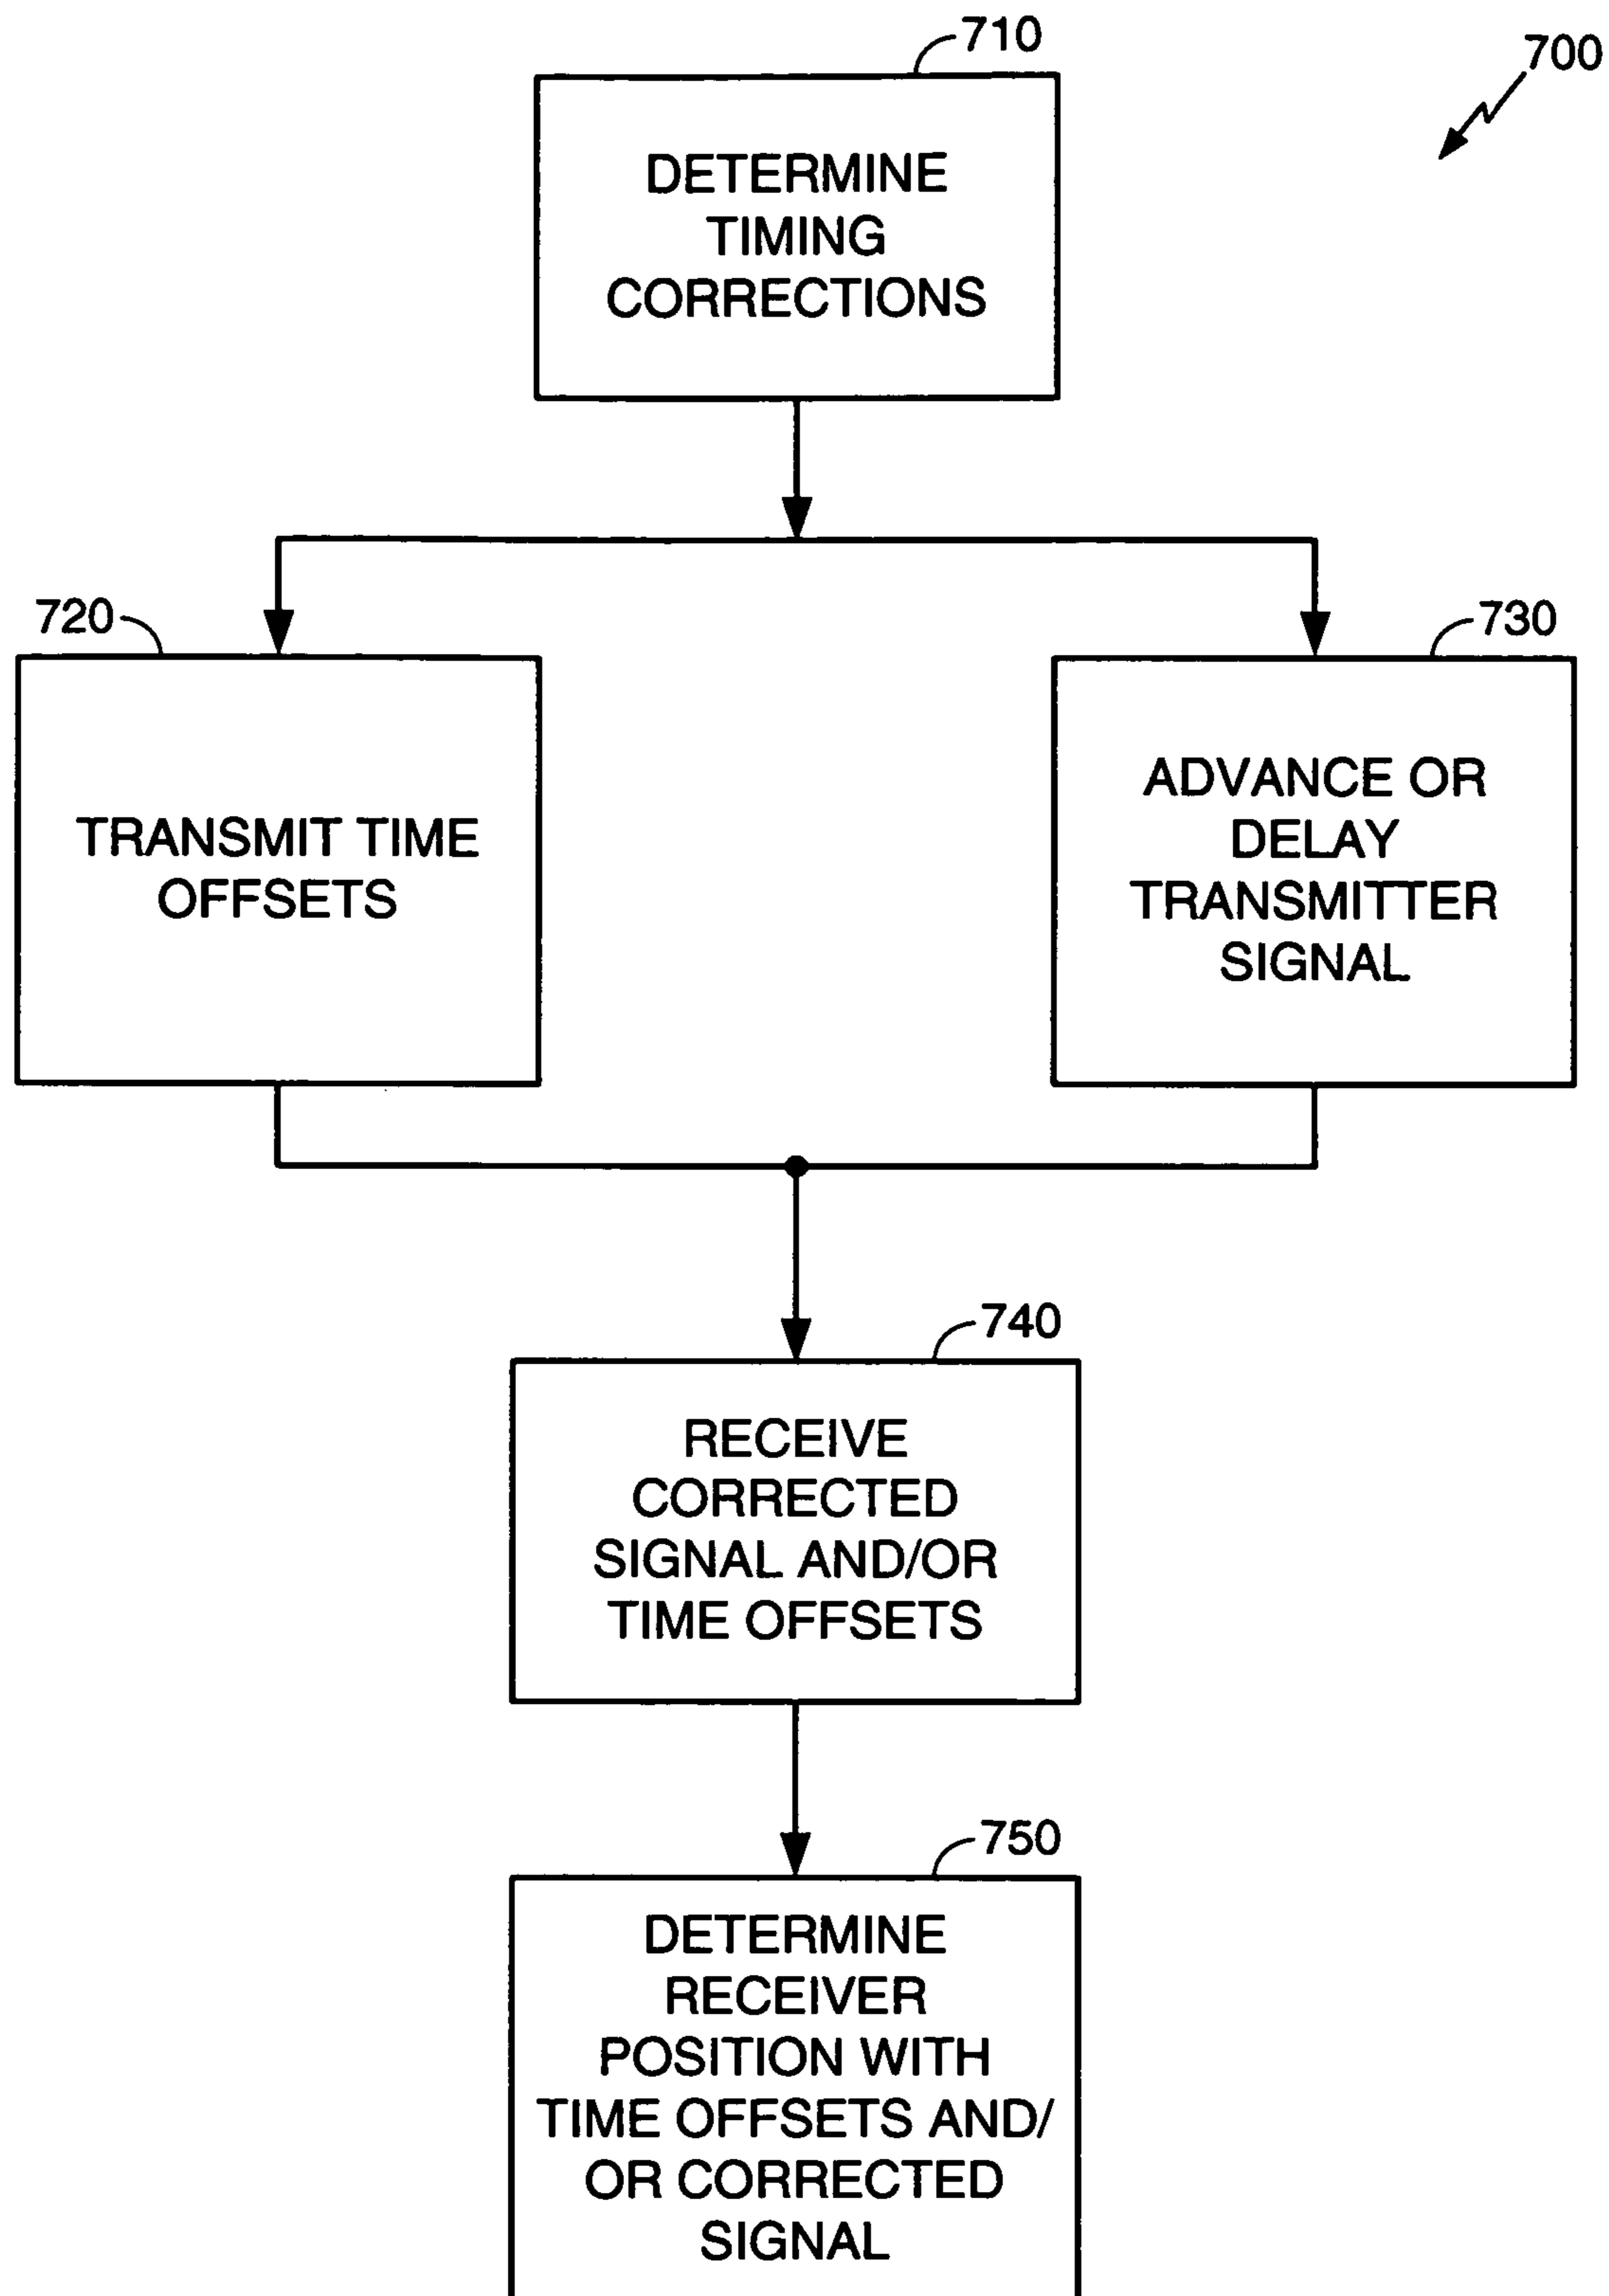 710
700
DETERMINE
TIMING
CORRECTIONS
720
730
TRANSMIT TIME
OFFSETS
ADVANCE OR
DELAY
TRANSMITTER
SIGNAL
740
RECEIVE
CORRECTED
SIGNAL AND/OR
TIME OFFSETS
750
DETERMINE
RECEIVER
POSITION WITH
TIME OFFSETS AND/
OR CORRECTED
SIGNAL